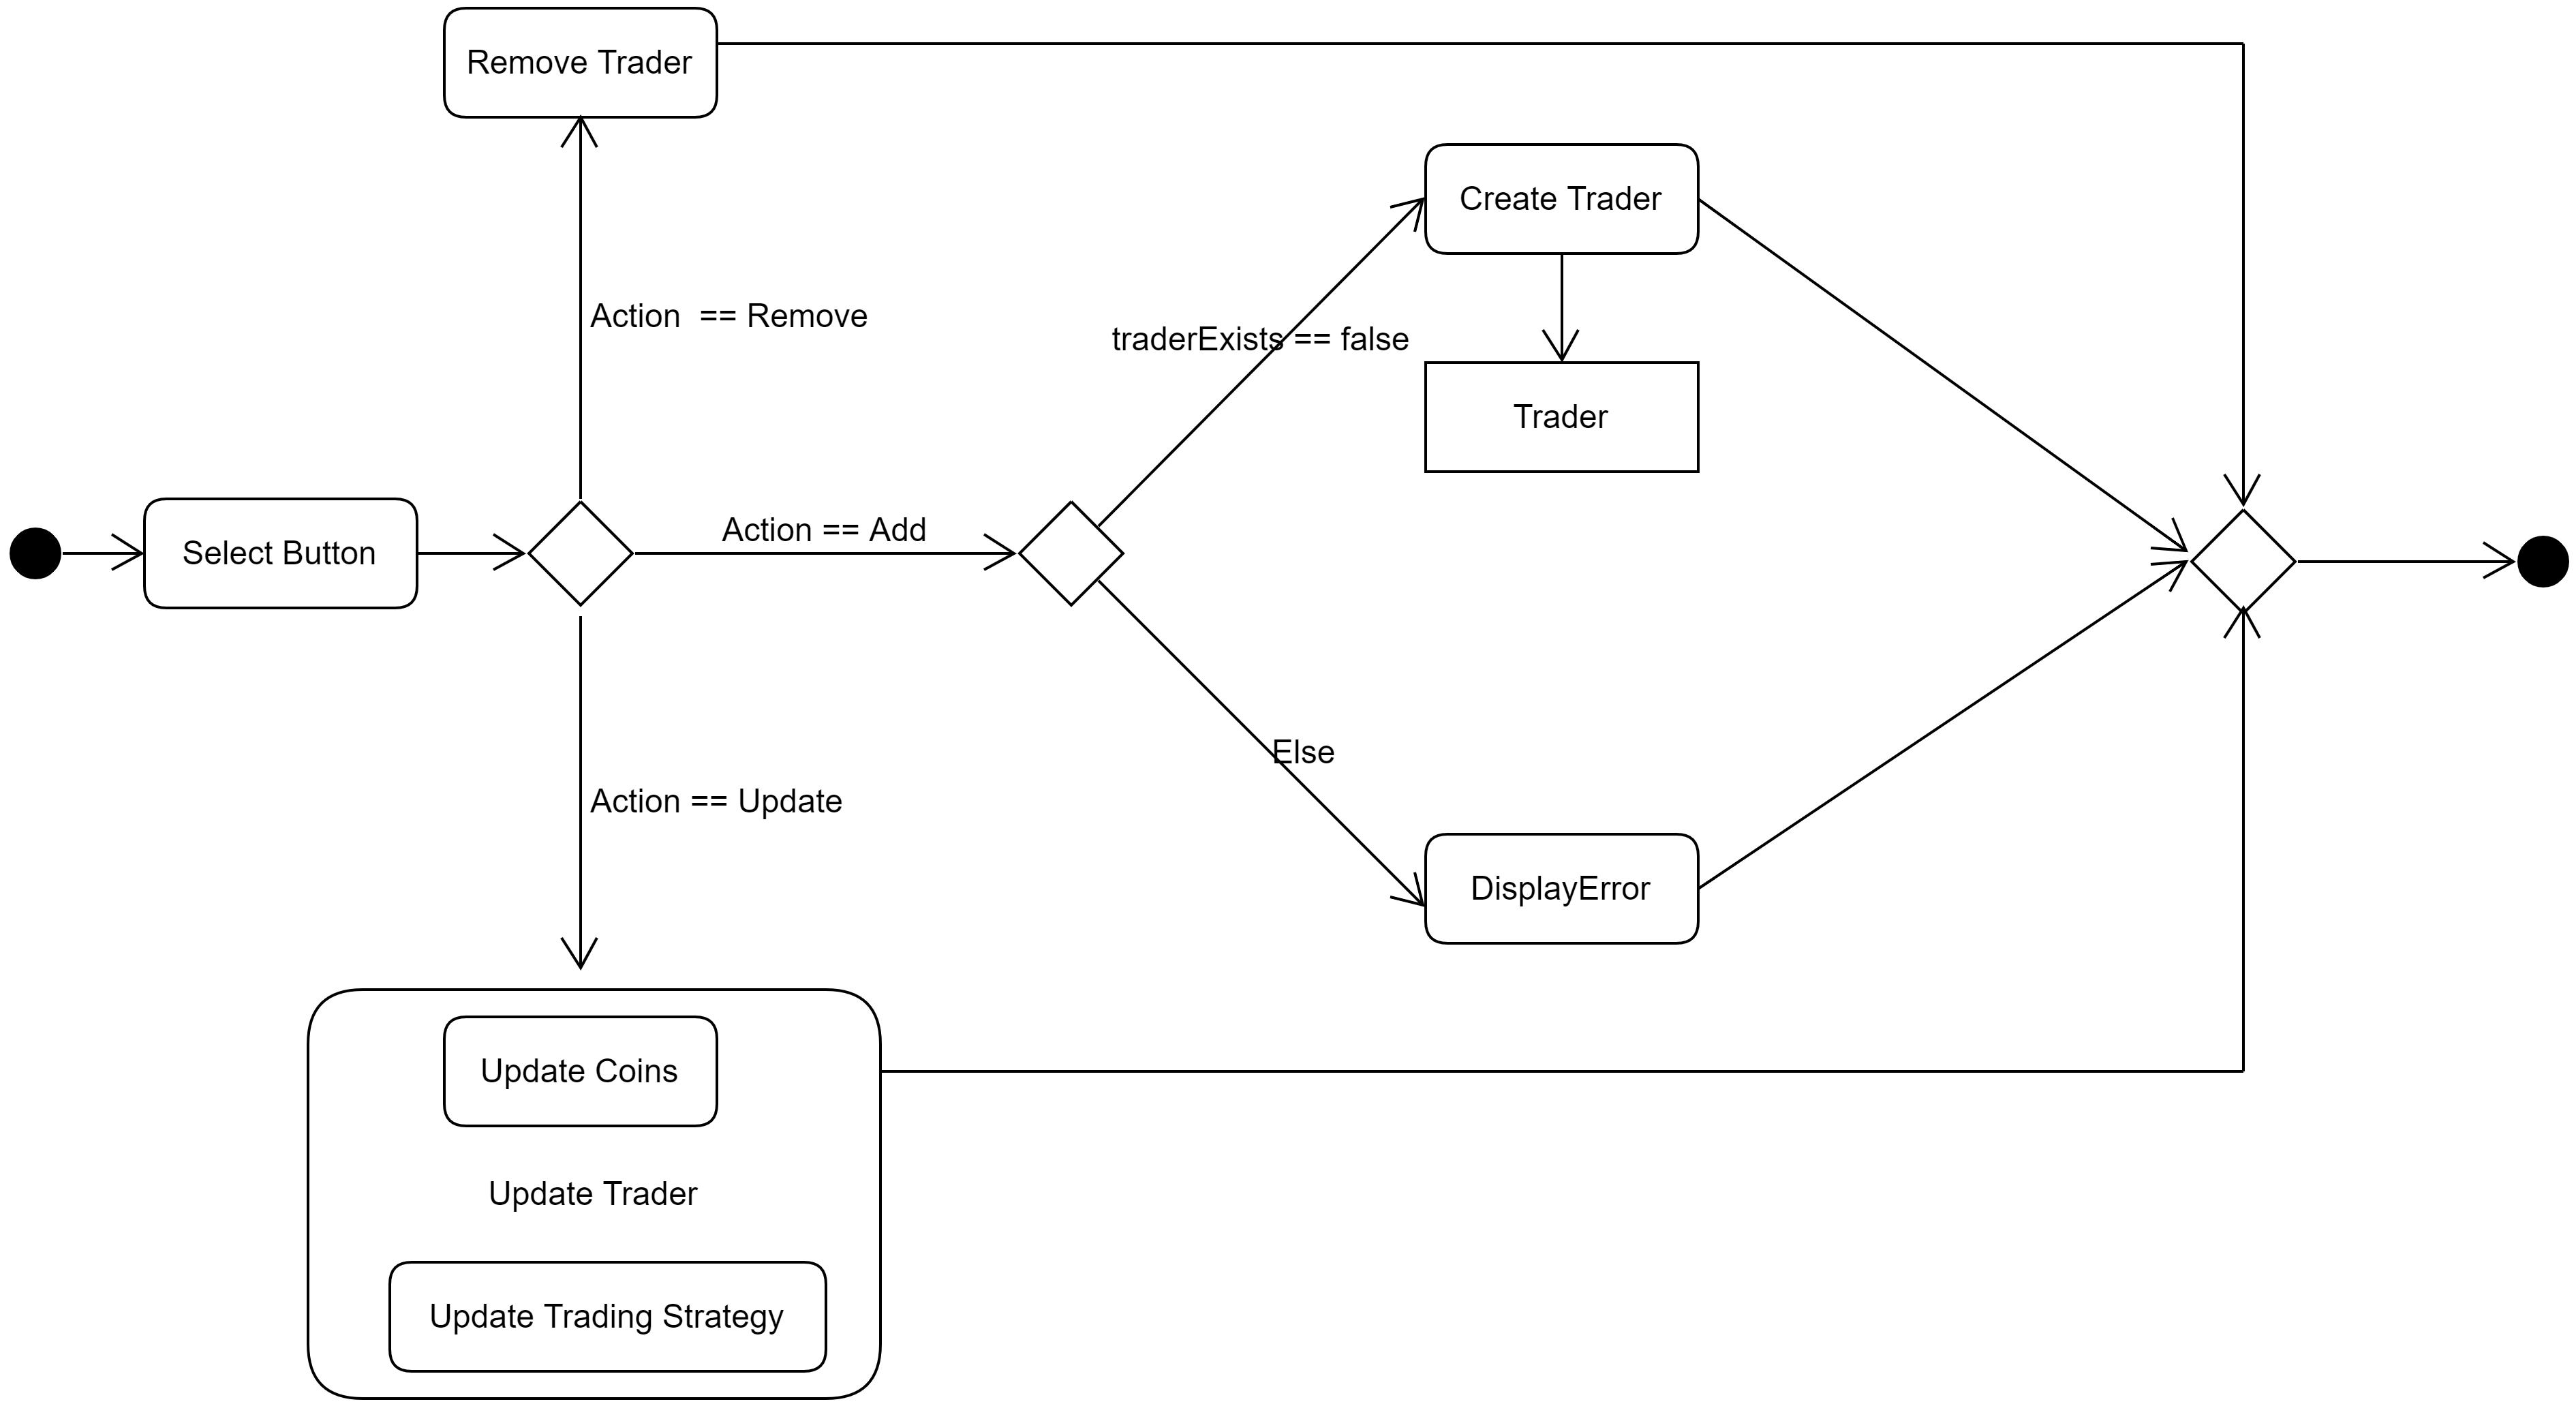 Remove Trader
Create Trader
Action  == Remove
traderExists == false
Trader
Select Button
Action == Add
Else
Action == Update
DisplayError
Update Coins
Update Trader
Update Trading Strategy